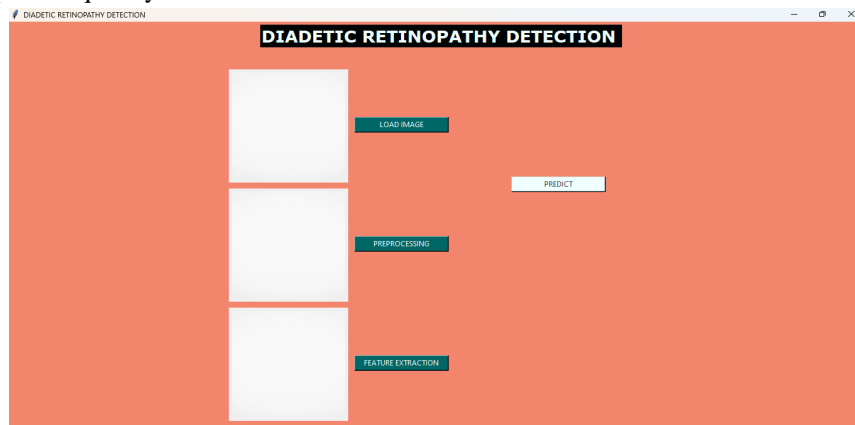 DIADETIC RETINOPATHY DETECTION
DIADETIC RETINOPATHY DETECTION
LOAD IMAGE
PREDICT
PREPROCESSING
FEATURE EXTRACTION